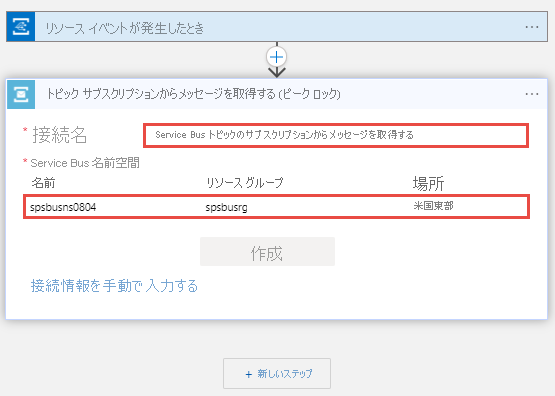 リソース イベントが発生したとき
トピック サブスクリプションからメッセージを取得する (ピーク ロック)
* 接続名
Service Bus トピックのサブスクリプションからメッセージを取得する
* Service Bus 名前空間
名前 リソース グループ 場所
spsbusns0804 spsbusrg 米国東部
作成
接続情報を手動で入力する
+ 新しいステップ